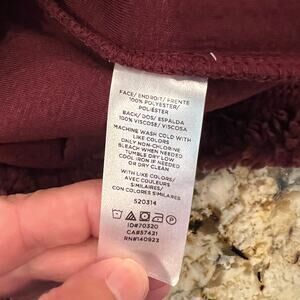 FACE/ENDROIT/FRENTE
100% POLYESTER/
POLIÉSTER
BACK/DOS/ESPALDA
100% VISCOSE/VISCOSA
MACHINE WASH COLD WITH
LIKE COLORS
ONLY NON-CHLORINE
BLEACH WHEN NEEDED
TUMBLE DRY LOW
COOL IRON IF NEEDED
OR DRY CLEAN
WITH LIKE COLORS/
AVEC COULEURS
SIMILAIRES/
CON COLORES SIMILARES
520314
ID#70320
CA#57421
RN#140923